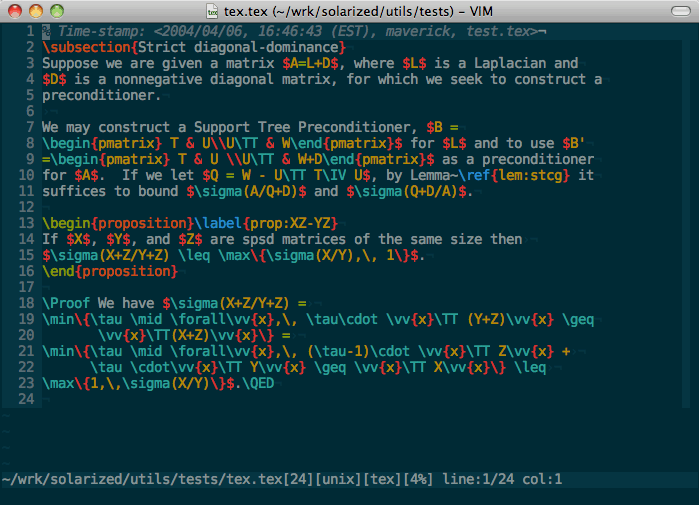 tex.tex (~/wrk/solarized/utils/tests) – VIM
1 % Time-stamp: <2004/04/06, 16:46:43 (EST), maverick, test.tex>¬
2 \subsection{Strict diagonal-dominance}¬
3 Suppose we are given a matrix $A=L+D$, where $L$ is a Laplacian and¬
4 $D$ is a nonnegative diagonal matrix, for which we seek to construct a¬
5 preconditioner.¬
6 ¬
7 We may construct a Support Tree Preconditioner, $B =¬
8 \begin{pmatrix} T & U\\U\TT & W\end{pmatrix}$ for $L$ and to use $B'¬
9 =\begin{pmatrix} T & U \\U\TT & W+D\end{pmatrix}$ as a preconditioner¬
10 for $A$.  If we let $Q = W - U\TT T\IV U$, by Lemma~\ref{lem:stcg} it¬
11 suffices to bound $\sigma(A/Q+D)$ and $\sigma(Q+D/A)$.¬
12 ¬
13 \begin{proposition}\label{prop:XZ-YZ}¬
14 If $X$, $Y$, and $Z$ are spsd matrices of the same size then¬
15 $\sigma(X+Z/Y+Z) \leq \max\{\sigma(X/Y),\, 1\}$.¬
16 \end{proposition}¬
17 ¬
18 \Proof We have $\sigma(X+Z/Y+Z) = ¬
19 \min\{\tau \mid \forall\vv{x},\, \tau\cdot \vv{x}\TT (Y+Z)\vv{x} \geq¬
20        \vv{x}\TT(X+Z)\vv{x}\} =¬
21 \min\{\tau \mid \forall\vv{x},\, (\tau-1)\cdot \vv{x}\TT Z\vv{x} +¬
22       \tau \cdot\vv{x}\TT Y\vv{x} \geq \vv{x}\TT X\vv{x}\} \leq¬
23 \max\{1,\,\sigma(X/Y)\}$.\QED¬
24 ¬
~/wrk/solarized/utils/tests/tex.tex[24][unix][tex][4%] line:1/24 col:1